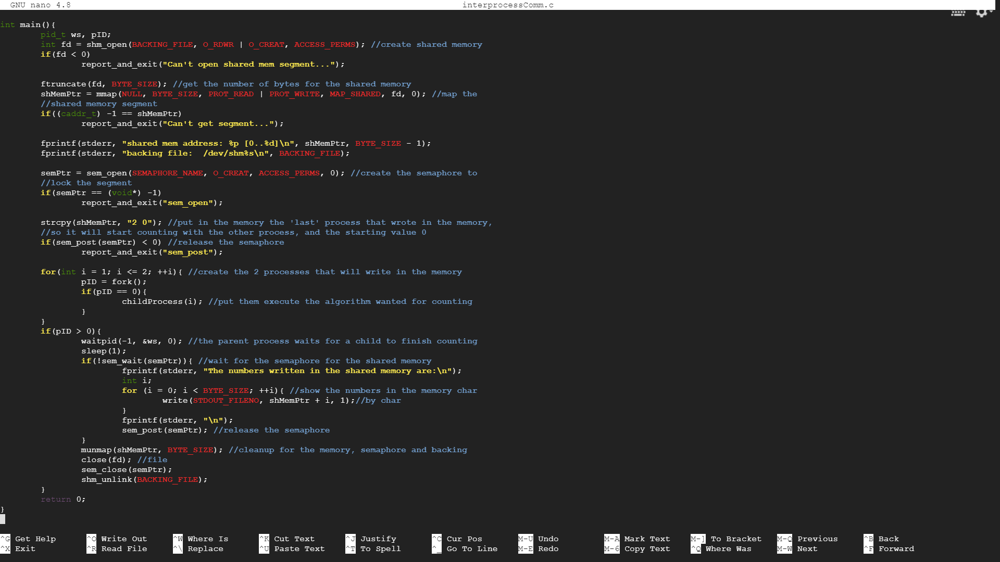 GNU nano 4.8 interprocessComm.c
int main(){
        pid_t ws, pID;
        int fd = shm_open(BACKING_FILE, O_RDWR | O_CREAT, ACCESS_PERMS); //create shared memory
        if(fd < 0)
                report_and_exit("Can't open shared mem segment...");

        ftruncate(fd, BYTE_SIZE); //get the number of bytes for the shared memory
        shMemPtr = mmap(NULL, BYTE_SIZE, PROT_READ | PROT_WRITE, MAP_SHARED, fd, 0); //map the
        //shared memory segment
        if((caddr_t) -1 == shMemPtr)
                report_and_exit("Can't get segment...");

        fprintf(stderr, "shared mem address: %p [0..%d]\n", shMemPtr, BYTE_SIZE - 1);
        fprintf(stderr, "backing file:  /dev/shm%s\n", BACKING_FILE);

        semPtr = sem_open(SEMAPHORE_NAME, O_CREAT, ACCESS_PERMS, 0); //create the semaphore to
        //lock the segment
        if(semPtr == (void*) -1)
                report_and_exit("sem_open");

        strcpy(shMemPtr, "2 0"); //put in the memory the 'last' process that wrote in the memory,
        //so it will start counting with the other process, and the starting value 0
        if(sem_post(semPtr) < 0) //release the semaphore
                report_and_exit("sem_post");

        for(int i = 1; i <= 2; ++i){ //create the 2 processes that will write in the memory
                pID = fork();
                if(pID == 0){
                        childProcess(i); //put them execute the algorithm wanted for counting
                }
        }
        if(pID > 0){
                waitpid(-1, &ws, 0); //the parent process waits for a child to finish counting
                sleep(1);
                if(!sem_wait(semPtr)){ //wait for the semaphore for the shared memory
                        fprintf(stderr, "The numbers written in the shared memory are:\n");
                        int i;
                        for (i = 0; i < BYTE_SIZE; ++i){ //show the numbers in the memory char
                                write(STDOUT_FILENO, shMemPtr + i, 1);//by char
                        }
                        fprintf(stderr, "\n");
                        sem_post(semPtr); //release the semaphore
                }
                munmap(shMemPtr, BYTE_SIZE); //cleanup for the memory, semaphore and backing
                close(fd); //file
                sem_close(semPtr);
                shm_unlink(BACKING_FILE);
        }
        return 0;
}
^G Get Help ^O Write Out ^W Where Is ^K Cut Text ^J Justify ^C Cur Pos M-U Undo M-A Mark Text M-] To Bracket M-Q Previous ^B Back
^X Exit ^R Read File ^\ Replace ^U Paste Text ^T To Spell ^_ Go To Line M-E Redo M-6 Copy Text ^Q Where Was M-W Next ^F Forward